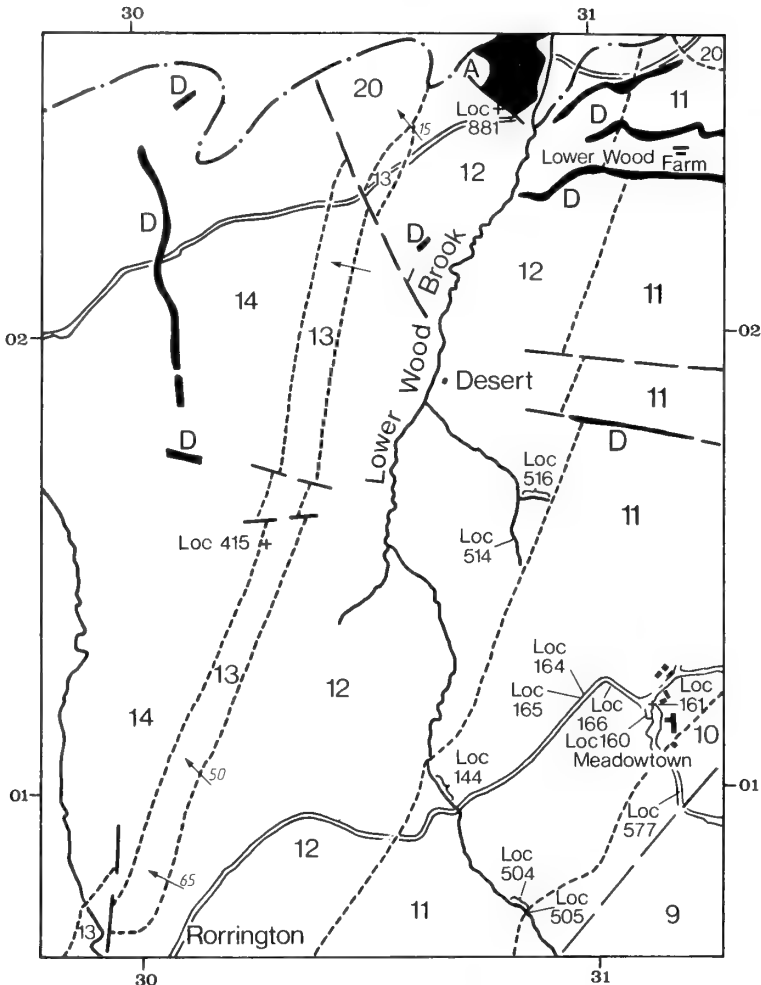 30
31
20
A
D
20
11
Loc +
881
15
D
12
13
Lower Wood Farm
D
D
D
12
14
Lower Wood Brook
11
02
13
02
Desert
11
D
D
Loc
516
11
Loc 415 +
Loc
514
13
12
Loc
164
Loc
165
Loc
166
Loc
161
14
Loc160
10
Meadowtown
50
Loc
144
01
01
Loc
577
12
65
Loc
504
Loc
505
11
9
13
Rorrington
30
31